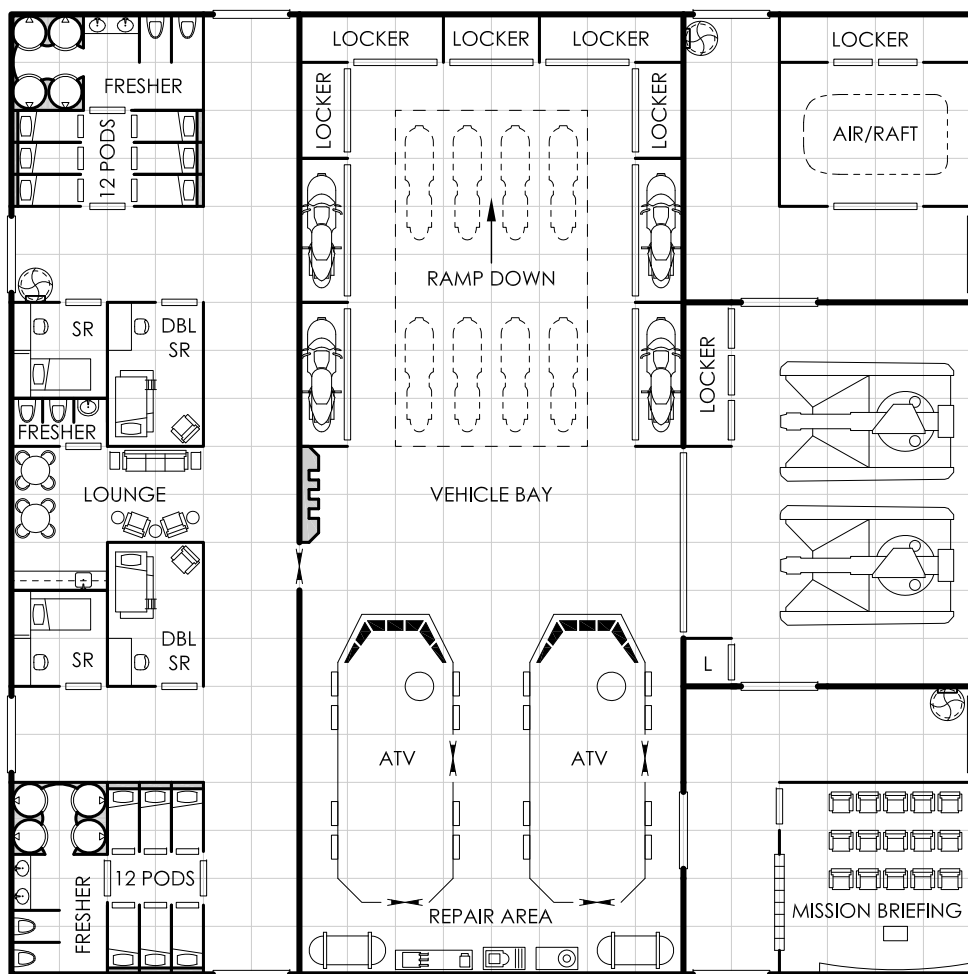 LOCKER
LOCKER
LOCKER
LOCKER
FRESHER
LOCKER
LOCKER
AIR/RAFT
12 PODS
RAMP DOWN
SR
DBL
SR
LOCKER
FRESHER
LOUNGE
VEHICLE BAY
SR
DBL
SR
L
ATV
ATV
12 PODS
FRESHER
REPAIR AREA
MISSION BRIEFING